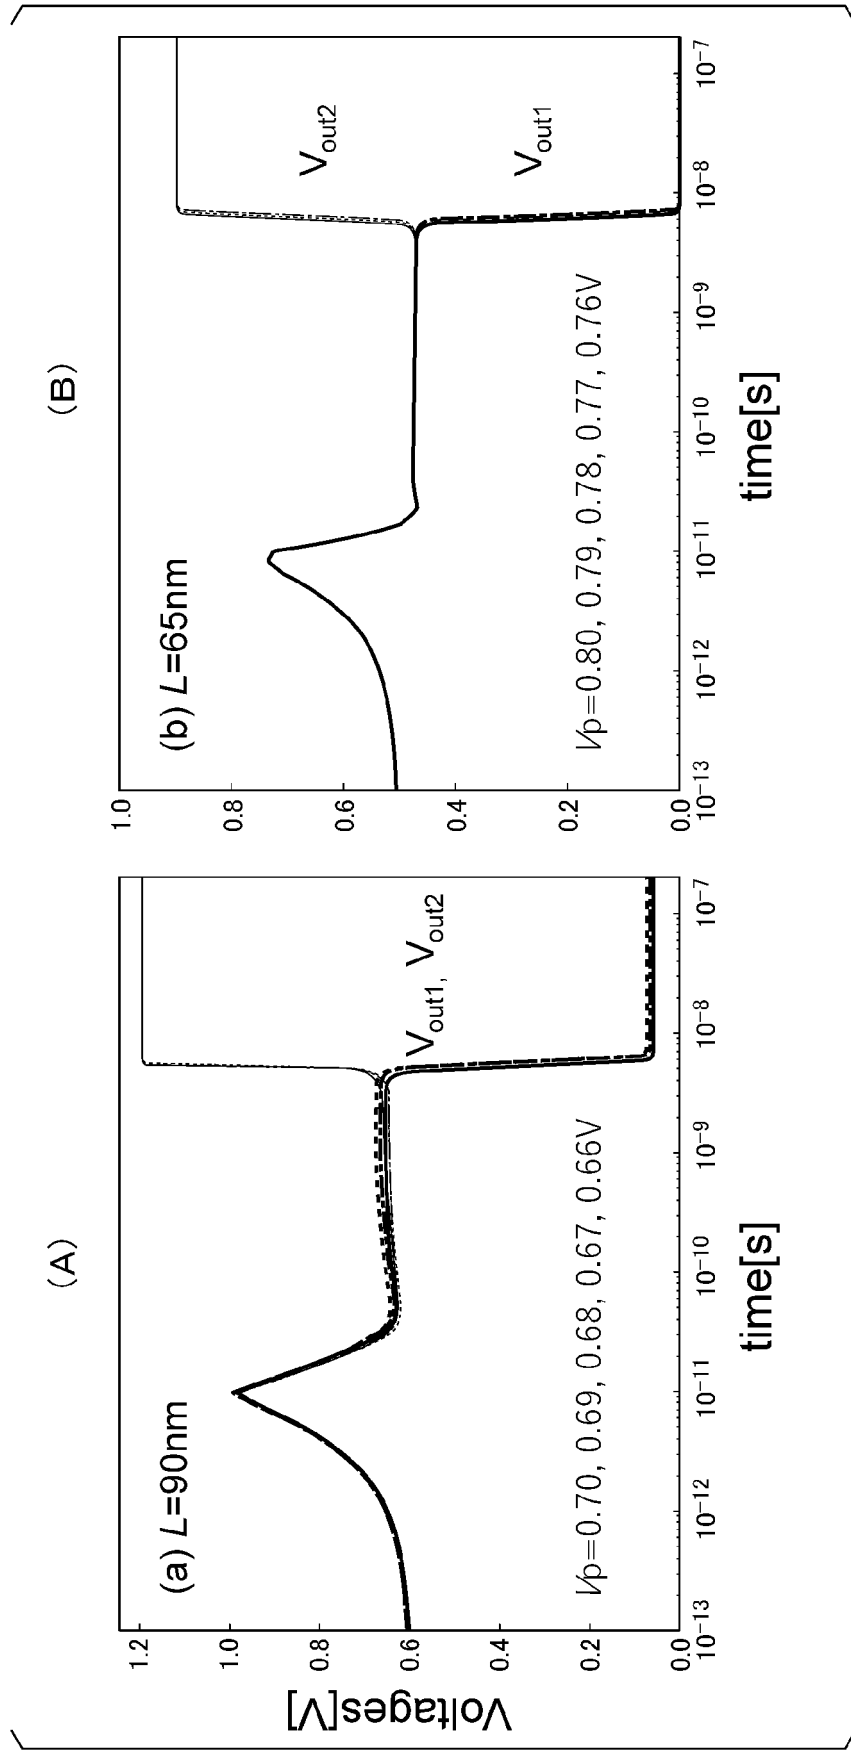 (A)
(a) L=90nm
Voltages[V]
1.2
1.0
0.8
0.6
0.4
0.2
0.0
Vout1, Vout2
Vp=0.70, 0.69, 0.68, 0.67, 0.66V
10−13 10−12 10−11 10−10 10−9 10−8 10−7
time[s]
(B)
(b) L=65nm
1.0
0.8
0.6
0.4
0.2
0.0
Vout2
Vout1
Vp=0.80, 0.79, 0.78, 0.77, 0.76V
10−13 10−12 10−11 10−10 10−9 10−8 10−7
time[s]